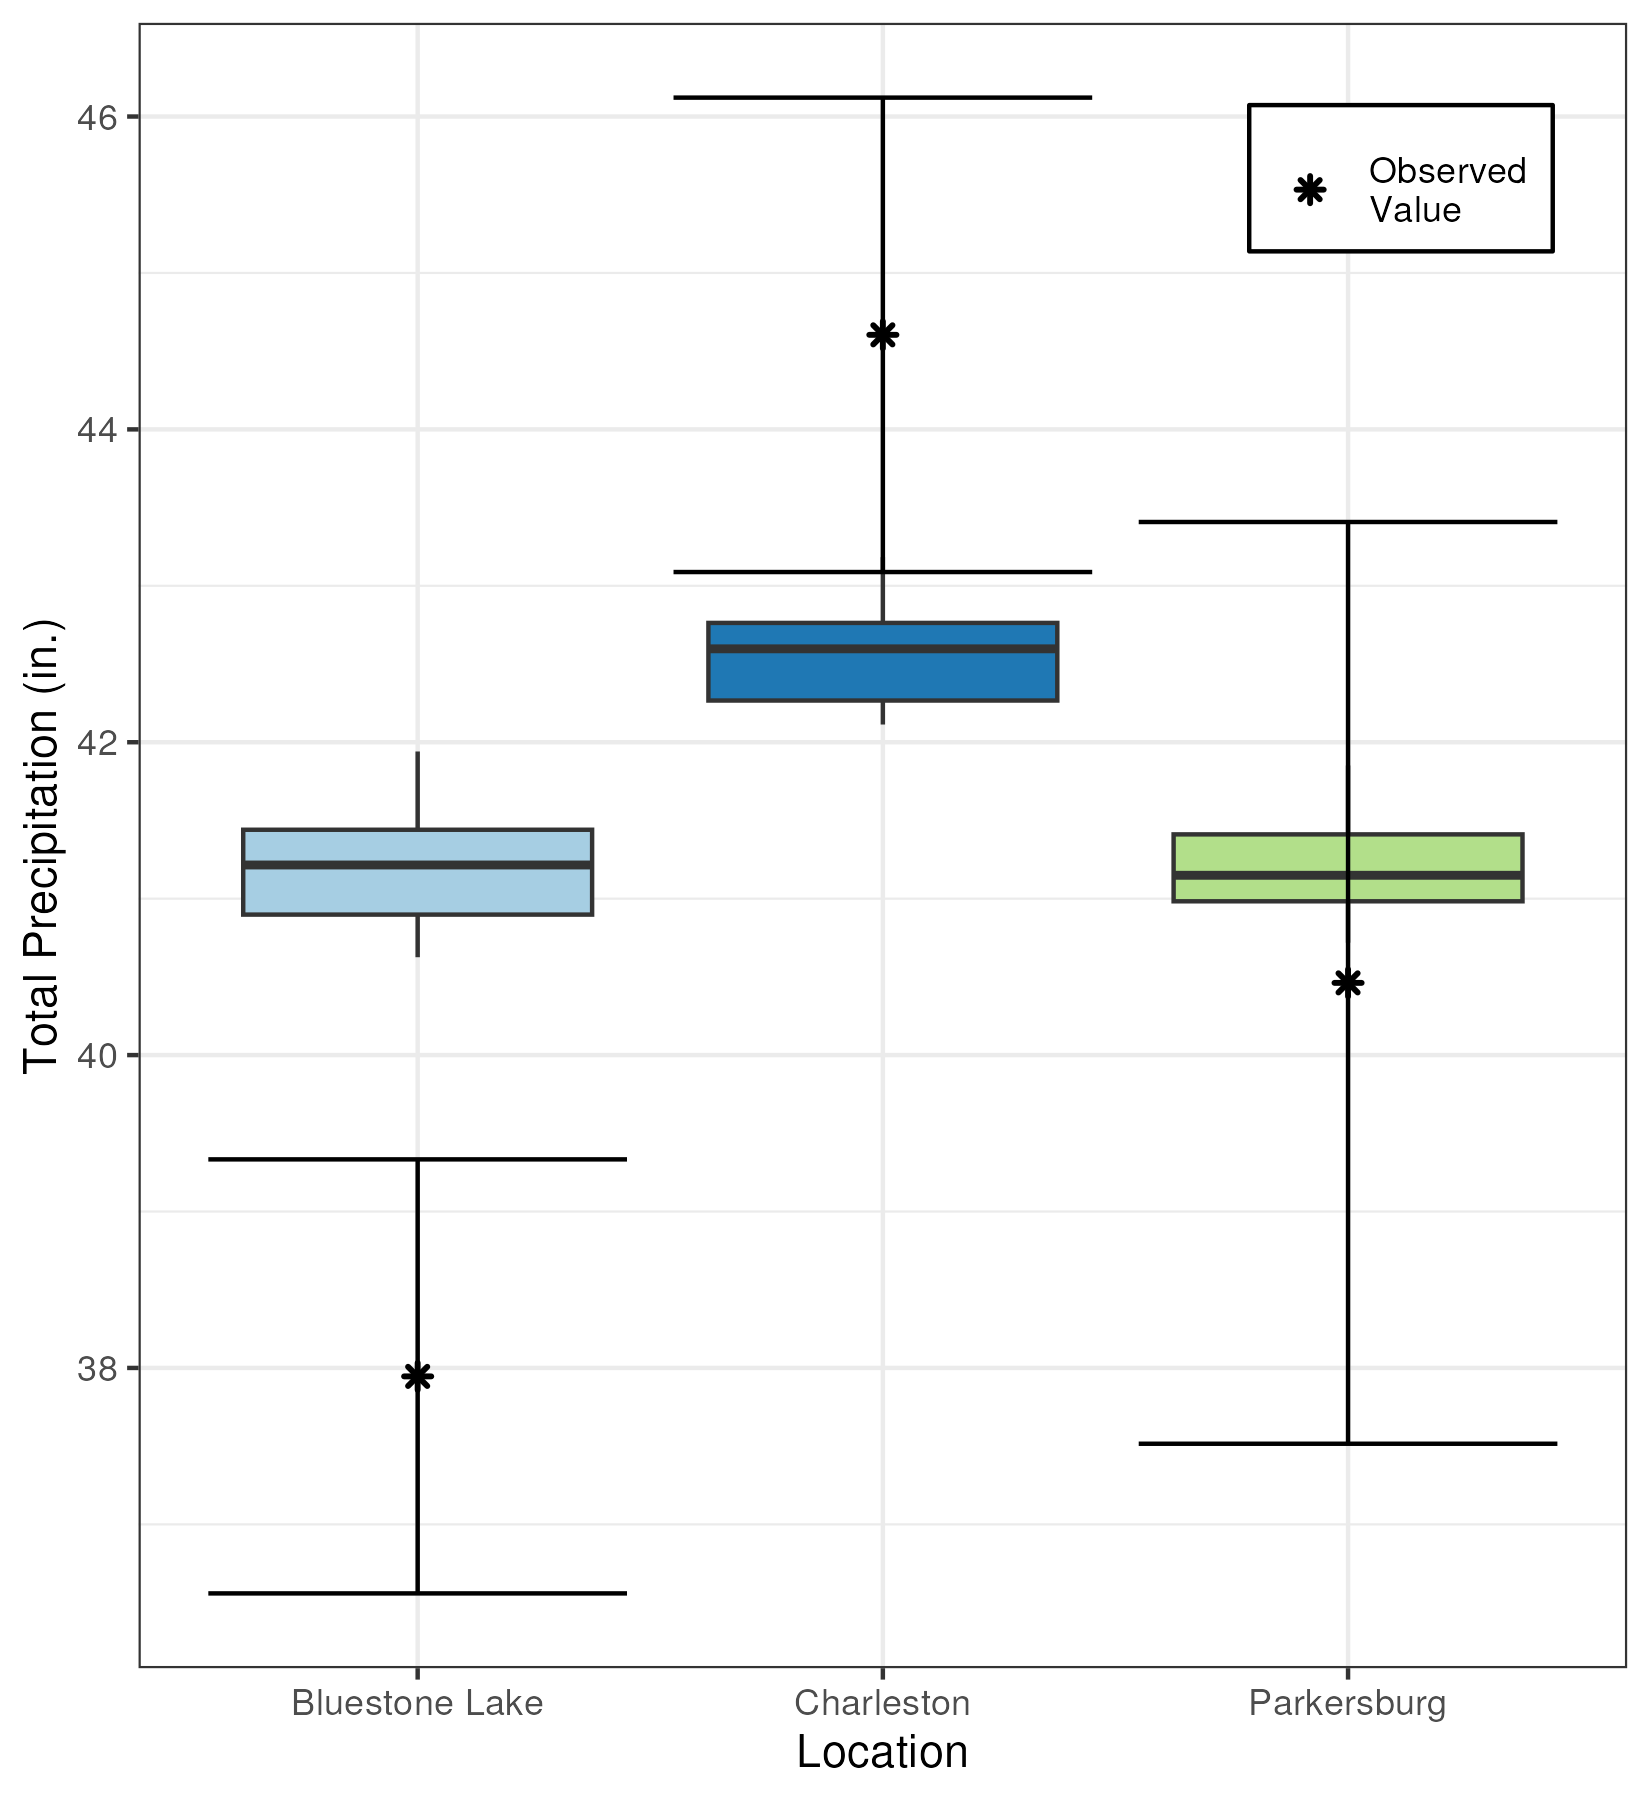 46
44
42
40
38
Total Precipitation (in.)
Observed
Value
Bluestone Lake
Charleston
Parkersburg
Location